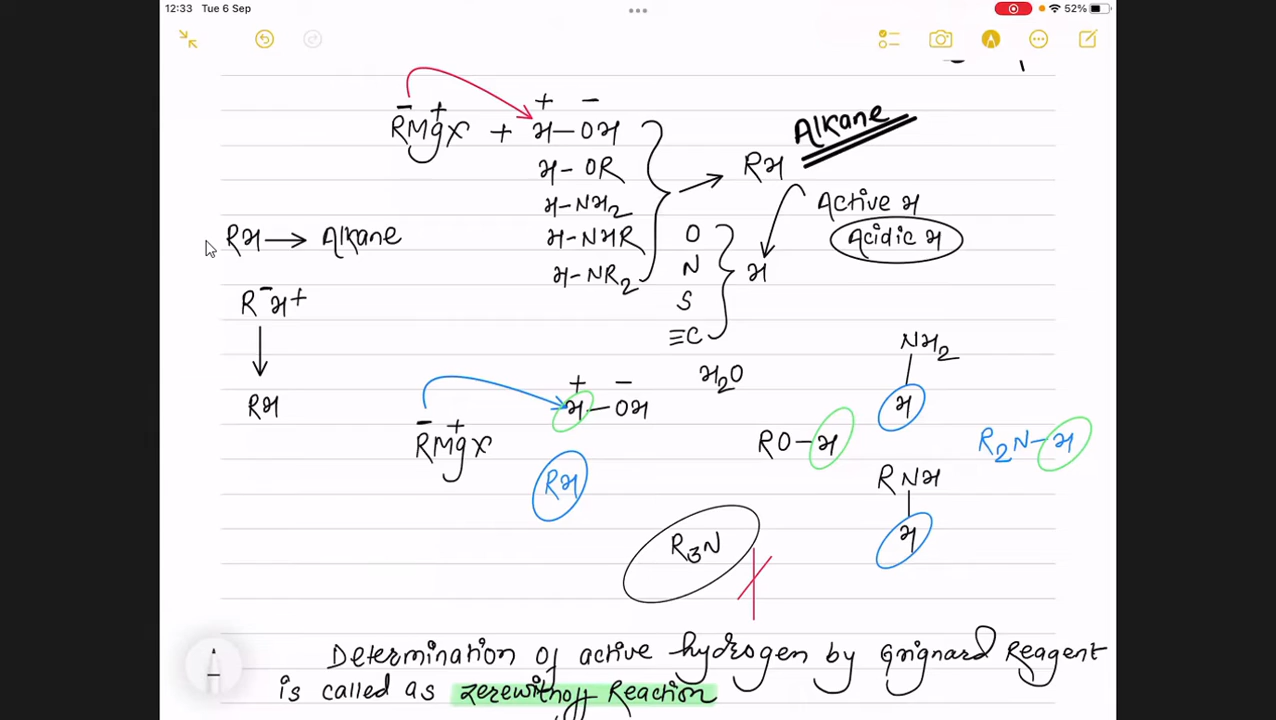 12:33 Tue 6 Sep
52%
− + + −
RMgX + H—OH
H-OR
H-NH₂
H-NHR
H-NR₂
→ RH Alkane
Active H
Acidic H
O
N
S
≡C
H
RH → Alkane
R⁻H⁺
↓
RH
− + + −
RMgX H—OH
RH
H₂O
RO—H
NH₂
H
RNH
H
R₂N—H
R₃N
Determination of active hydrogen by Grignard Reagent
is called as zerewithoff Reaction